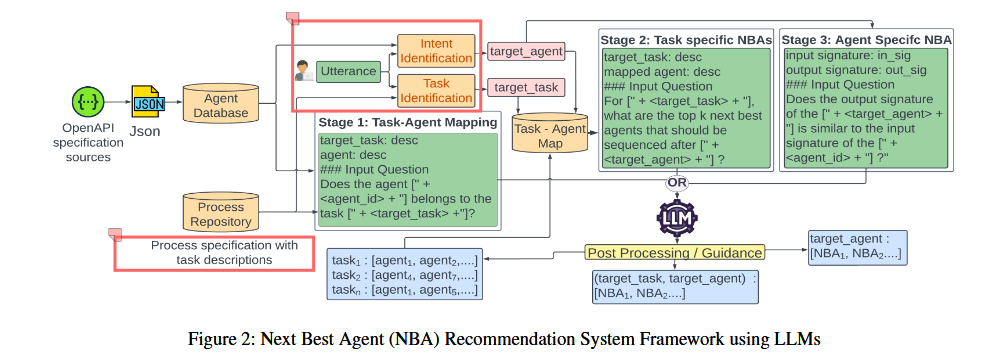 OpenAPI
specification
sources
JSON
Json
Agent
Database
Process
Repository
Process specification with
task descriptions
Utterance
Intent
Identification
Task
Identification
target_agent
target_task
Task - Agent
Map
Stage 1: Task-Agent Mapping
target_task: desc
agent: desc
### Input Question
Does the agent [" +
<agent_id> + "] belongs to the
task [" + <target_task> +"]?
Stage 2: Task specific NBAs
target_task: desc
mapped agent: desc
### Input Question
For [" + <target_task> + "],
what are the top k next best
agents that should be
sequenced after [" +
<target_agent> + "] ?
Stage 3: Agent Specifc NBA
input signature: in_sig
output signature: out_sig
### Input Question
Does the output signature
of the [" + <target_agent> +
"] is similar to the input
signature of the [" +
<agent_id> + "] ?"
OR
LLM
Post Processing / Guidance
task₁ : [agent₁, agent₂,....]
task₂ : [agent₄, agent₇,....]
taskₙ : [agent₁, agent₅,....]
(target_task, target_agent) :
[NBA₁, NBA₂....]
target_agent :
[NBA₁, NBA₂....]
Figure 2: Next Best Agent (NBA) Recommendation System Framework using LLMs